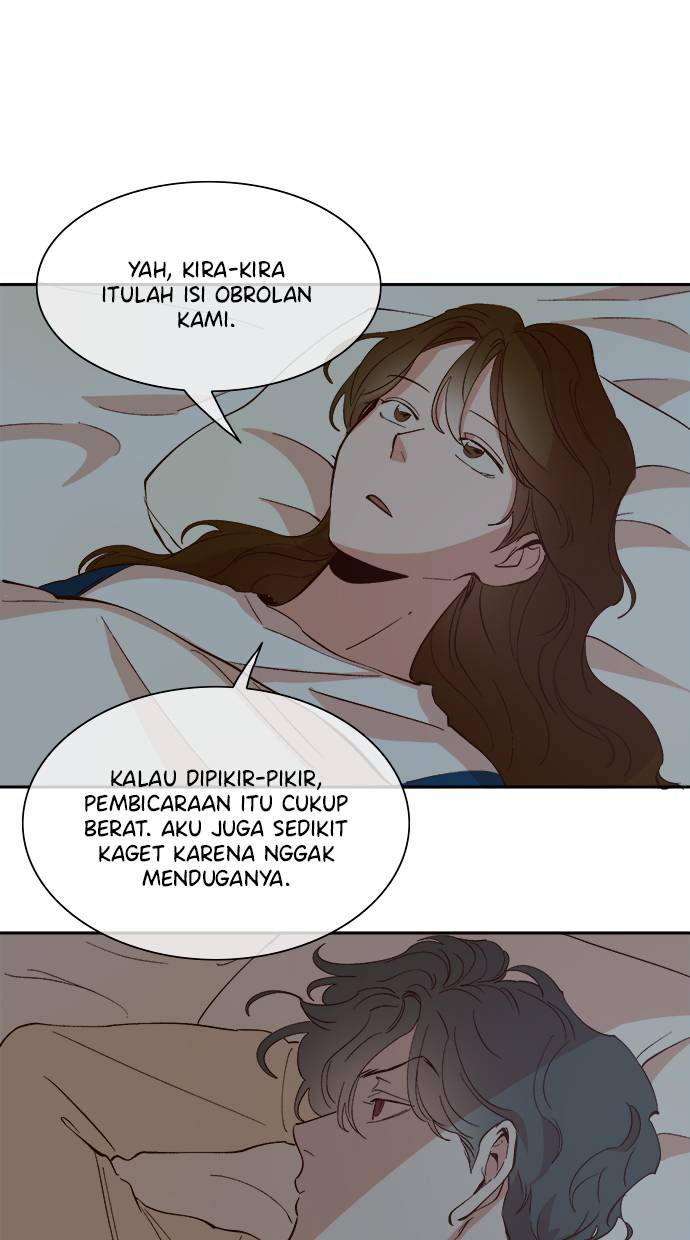 YAH, KIRA-KIRA
ITULAH ISI OBROLAN
KAMI.
KALAU DIPIKIR-PIKIR,
PEMBICARAAN ITU CUKUP
BERAT. AKU JUGA SEDIKIT
KAGET KARENA NGGAK
MENDUGANYA.